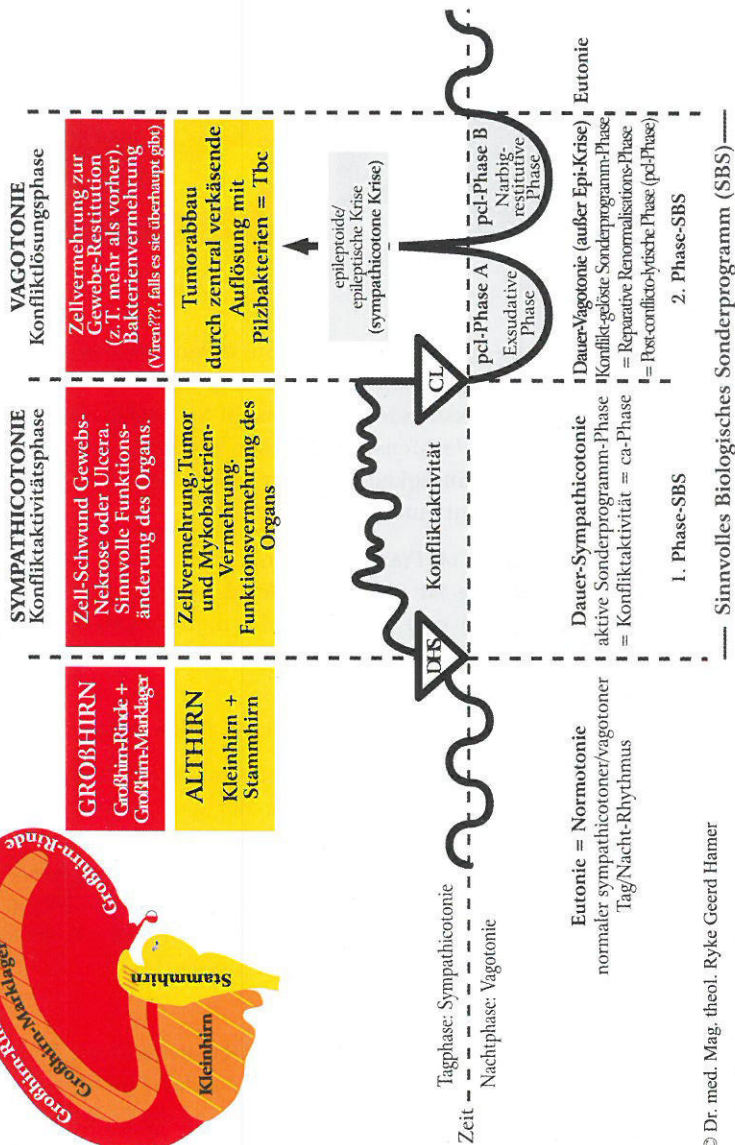 Großhirn-Rinde
Großhirn-Rin
Großhirn-Marklager
Kleinhirn
Stammhirn
SYMPATHICOTONIE
Konfliktaktivitätsphase
VAGOTONIE
Konfliktlösungsphase
GROßHIRN
Großhirn-Rinde +
Großhirn-Marklager
Zell-Schwund Gewebs-
Nekrose oder Ulcera.
Sinnvolle Funktions-
änderung des Organs.
Zellvermehrung zur
Gewebe-Restitution
(z. T. mehr als vorher).
Bakterienvermehrung
(Viren???, falls es sie überhaupt gibt)
ALTHIRN
Kleinhirn +
Stammhirn
Zellvermehrung, Tumor
und Mykobakterien-
Vermehrung.
Funktionsvermehrung des
Organs
Tumorabbau
durch zentral verkäsende
Auflösung mit
Pilzbakterien = Tbc
epileptoide/
epileptische Krise
(sympathicotone Krise)
Tagphase: Sympathicotonie
Zeit
Nachtphase: Vagotonie
DHS
Konfliktaktivität
CL
pcl-Phase A
Exsudative
Phase
pcl-Phase B
Narbig-
restitutive
Phase
Eutonie = Normotonie
normaler sympathicotoner/vagotoner
Tag/Nacht-Rhythmus
Dauer-Sympathicotonie
aktive Sonderprogramm-Phase
= Konfliktaktivität = ca-Phase
Dauer-Vagotonie (außer Epi-Krise)
Konflikt-gelöste Sonderprogramm-Phase
= Reparative Renormalisations-Phase
= Post-conflicto-lytische Phase (pcl-Phase)
Eutonie
1. Phase-SBS
2. Phase-SBS
Sinnvolles Biologisches Sonderprogramm (SBS)
© Dr. med. Mag. theol. Ryke Geerd Hamer